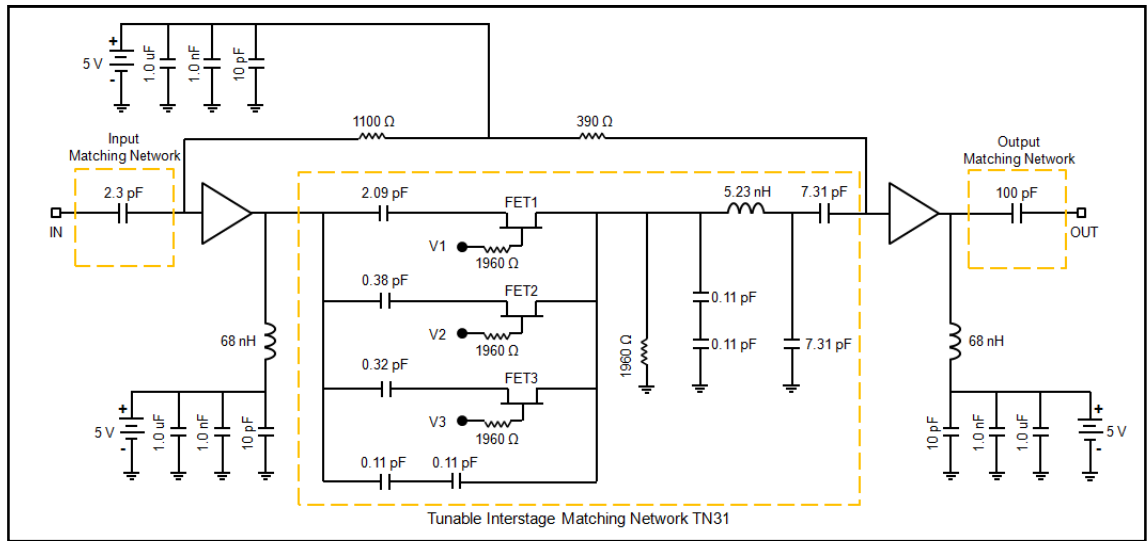 +
5 V
-
1.0 uF
1.0 nF
10 pF
1100 Ω
390 Ω
Input
Matching Network
2.3 pF
IN
Output
Matching Network
100 pF
OUT
2.09 pF
FET1
V1
1960 Ω
5.23 nH
7.31 pF
0.38 pF
FET2
V2
1960 Ω
0.32 pF
FET3
V3
1960 Ω
0.11 pF
0.11 pF
1960 Ω
0.11 pF
0.11 pF
7.31 pF
68 nH
+
5 V
-
1.0 uF
1.0 nF
10 pF
68 nH
10 pF
1.0 nF
1.0 uF
+
5 V
-
Tunable Interstage Matching Network TN31